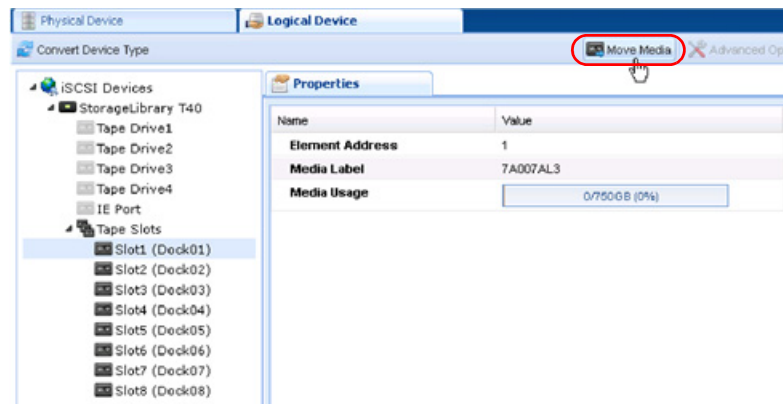 Physical Device
Logical Device
Convert Device Type
Move Media
Advanced Op
iSCSI Devices
StorageLibrary T40
Tape Drive1
Tape Drive2
Tape Drive3
Tape Drive4
IE Port
Tape Slots
Slot1 (Dock01)
Slot2 (Dock02)
Slot3 (Dock03)
Slot4 (Dock04)
Slot5 (Dock05)
Slot6 (Dock06)
Slot7 (Dock07)
Slot8 (Dock08)
Properties
Name Value
Element Address 1
Media Label 7A007AL3
Media Usage 0/750GB (0%)